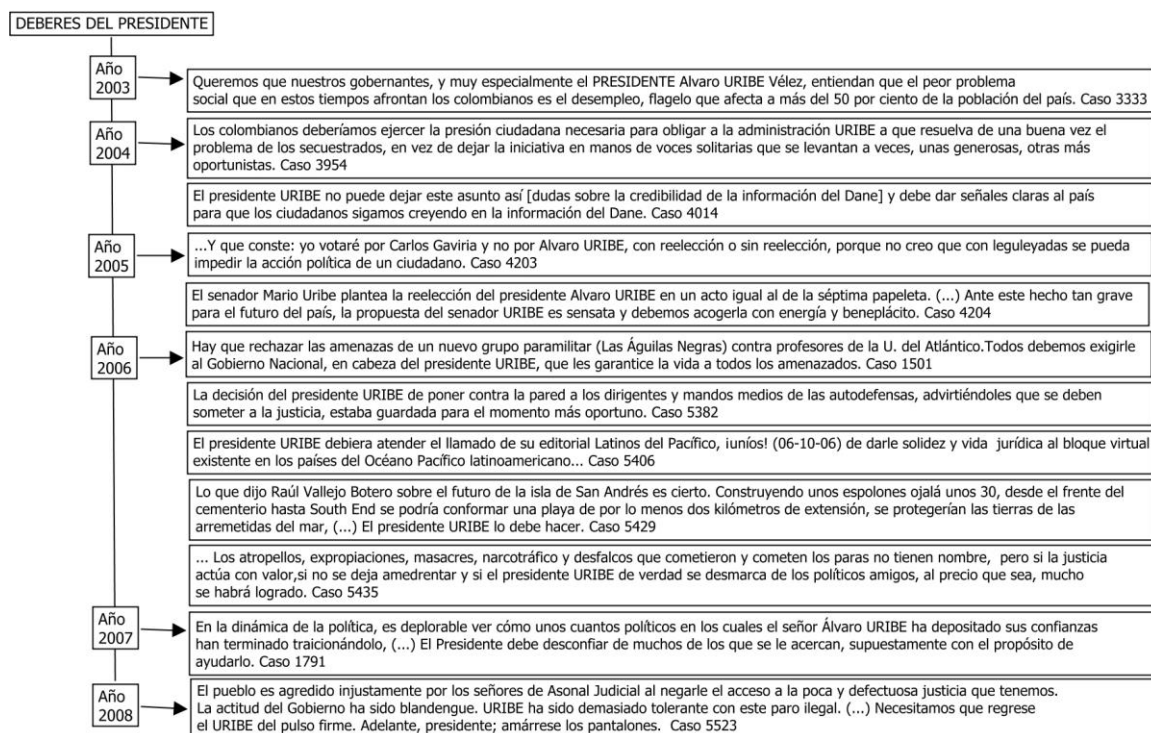 DEBERES DEL PRESIDENTE
Año
2003
Queremos que nuestros gobernantes, y muy especialmente el PRESIDENTE Alvaro URIBE Vélez, entiendan que el peor problema
social que en estos tiempos afrontan los colombianos es el desempleo, flagelo que afecta a más del 50 por ciento de la población del país. Caso 3333
Año
2004
Los colombianos deberíamos ejercer la presión ciudadana necesaria para obligar a la administración URIBE a que resuelva de una buena vez el
problema de los secuestrados, en vez de dejar la iniciativa en manos de voces solitarias que se levantan a veces, unas generosas, otras más
oportunistas. Caso 3954
El presidente URIBE no puede dejar este asunto así [dudas sobre la credibilidad de la información del Dane] y debe dar señales claras al país
para que los ciudadanos sigamos creyendo en la información del Dane. Caso 4014
Año
2005
...Y que conste: yo votaré por Carlos Gaviria y no por Alvaro URIBE, con reelección o sin reelección, porque no creo que con leguleyadas se pueda
impedir la acción política de un ciudadano. Caso 4203
El senador Mario Uribe plantea la reelección del presidente Alvaro URIBE en un acto igual al de la séptima papeleta. (...) Ante este hecho tan grave
para el futuro del país, la propuesta del senador URIBE es sensata y debemos acogerla con energía y beneplácito. Caso 4204
Año
2006
Hay que rechazar las amenazas de un nuevo grupo paramilitar (Las Águilas Negras) contra profesores de la U. del Atlántico.Todos debemos exigirle
al Gobierno Nacional, en cabeza del presidente URIBE, que les garantice la vida a todos los amenazados. Caso 1501
La decisión del presidente URIBE de poner contra la pared a los dirigentes y mandos medios de las autodefensas, advirtiéndoles que se deben
someter a la justicia, estaba guardada para el momento más oportuno. Caso 5382
El presidente URIBE debiera atender el llamado de su editorial Latinos del Pacífico, ¡uníos! (06-10-06) de darle solidez y vida jurídica al bloque virtual
existente en los países del Océano Pacífico latinoamericano... Caso 5406
Lo que dijo Raúl Vallejo Botero sobre el futuro de la isla de San Andrés es cierto. Construyendo unos espolones ojalá unos 30, desde el frente del
cementerio hasta South End se podría conformar una playa de por lo menos dos kilómetros de extensión, se protegerían las tierras de las
arremetidas del mar, (...) El presidente URIBE lo debe hacer. Caso 5429
... Los atropellos, expropiaciones, masacres, narcotráfico y desfalcos que cometieron y cometen los paras no tienen nombre, pero si la justicia
actúa con valor,si no se deja amedrentar y si el presidente URIBE de verdad se desmarca de los políticos amigos, al precio que sea, mucho
se habrá logrado. Caso 5435
Año
2007
En la dinámica de la política, es deplorable ver cómo unos cuantos políticos en los cuales el señor Álvaro URIBE ha depositado sus confianzas
han terminado traicionándolo, (...) El Presidente debe desconfiar de muchos de los que se le acercan, supuestamente con el propósito de
ayudarlo. Caso 1791
Año
2008
El pueblo es agredido injustamente por los señores de Asonal Judicial al negarle el acceso a la poca y defectuosa justicia que tenemos.
La actitud del Gobierno ha sido blandengue. URIBE ha sido demasiado tolerante con este paro ilegal. (...) Necesitamos que regrese
el URIBE del pulso firme. Adelante, presidente; amárrese los pantalones. Caso 5523